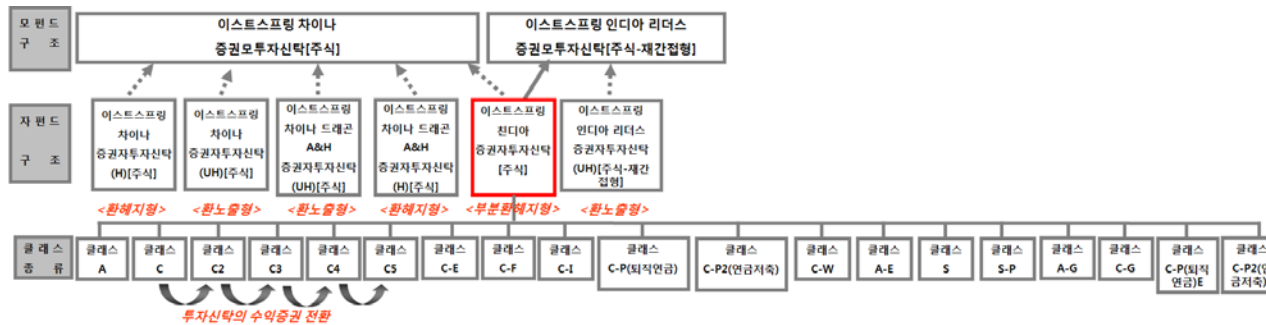 모 펀 드
구 조
이스트스프링 차이나
증권모투자신탁[주식]
이스트스프링 인디아 리더스
증권모투자신탁[주식-재간접형]
자 펀 드
구 조
이스트스프링
차이나
증권자투자신탁
(H)[주식]
이스트스프링
차이나
증권자투자신탁
(UH)[주식]
이스트스프링
차이나 드래곤
A&H
증권자투자신탁
(UH)[주식]
이스트스프링
차이나 드래곤
A&H
증권자투자신탁
(H)[주식]
이스트스프링
친디아
증권자투자신탁
[주식]
이스트스프링
인디아 리더스
증권자투자신탁
(UH)[주식-재간
접형]
<환헤지형>
<환노출형>
<환노출형>
<환헤지형>
<부분환헤지형>
<환노출형>
클 래 스
종 류
클래스
A
클래스
C
클래스
C2
클래스
C3
클래스
C4
클래스
C5
클래스
C-E
클래스
C-F
클래스
C-I
클래스
C-P(퇴직연금)
클래스
C-P2(연금저축)
클래스
C-W
클래스
A-E
클래스
S
클래스
S-P
클래스
A-G
클래스
C-G
클래스
C-P(퇴직
연금)E
클래스
C-P2(연
금저축)
투자신탁의 수익증권 전환